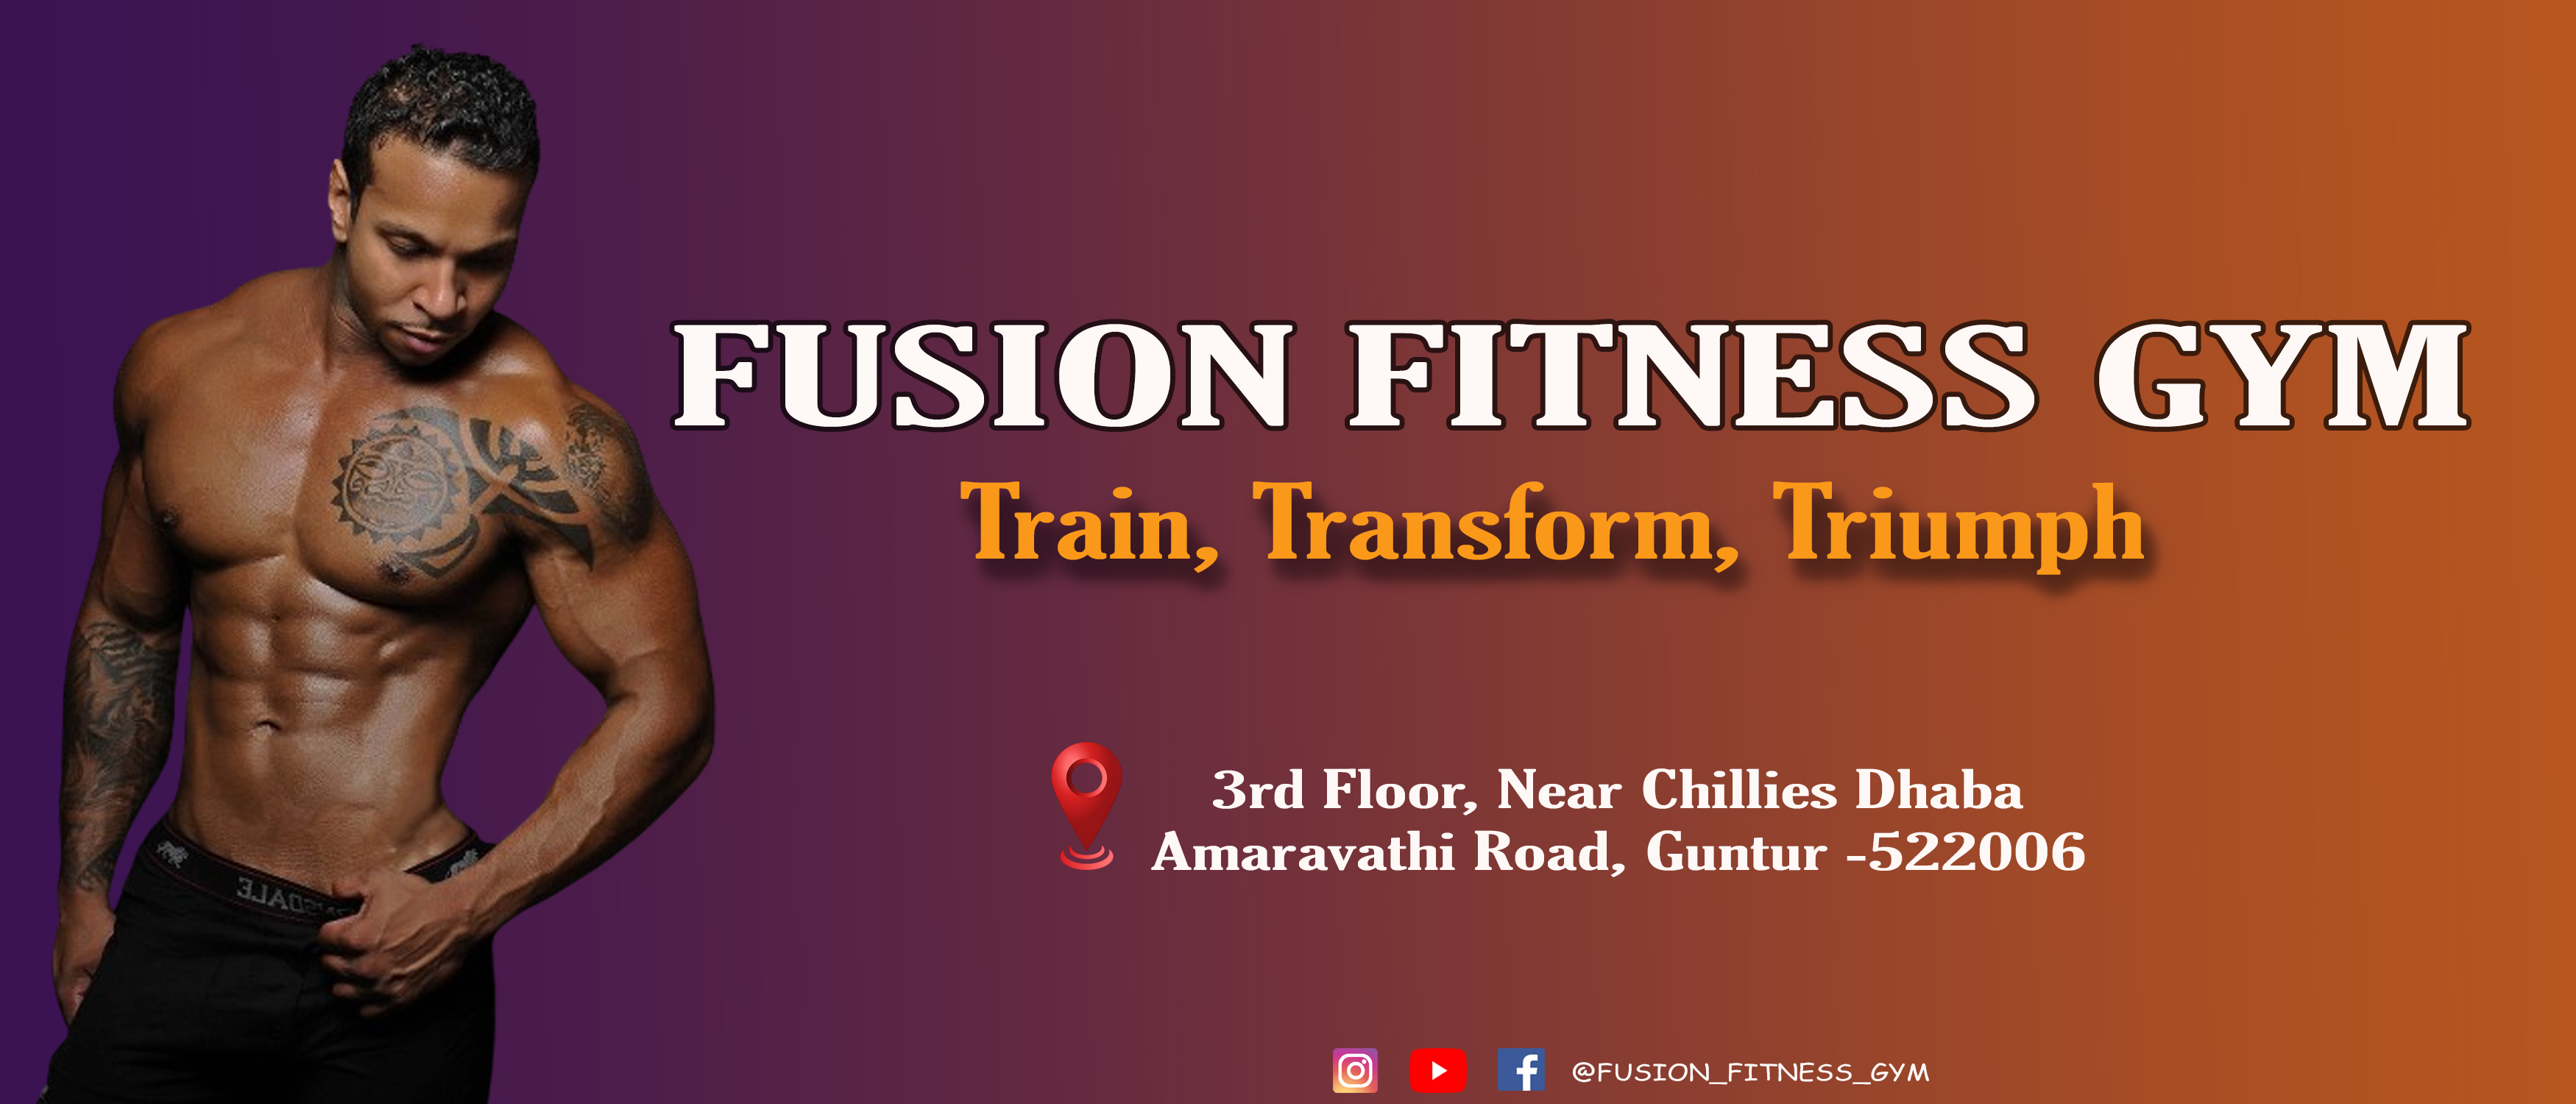 FUSION FITNESS GYM
Train, Transform, Triumph
3rd Floor, Near Chillies Dhaba
Amaravathi Road, Guntur -522006
@FUSION_FITNESS_GYM